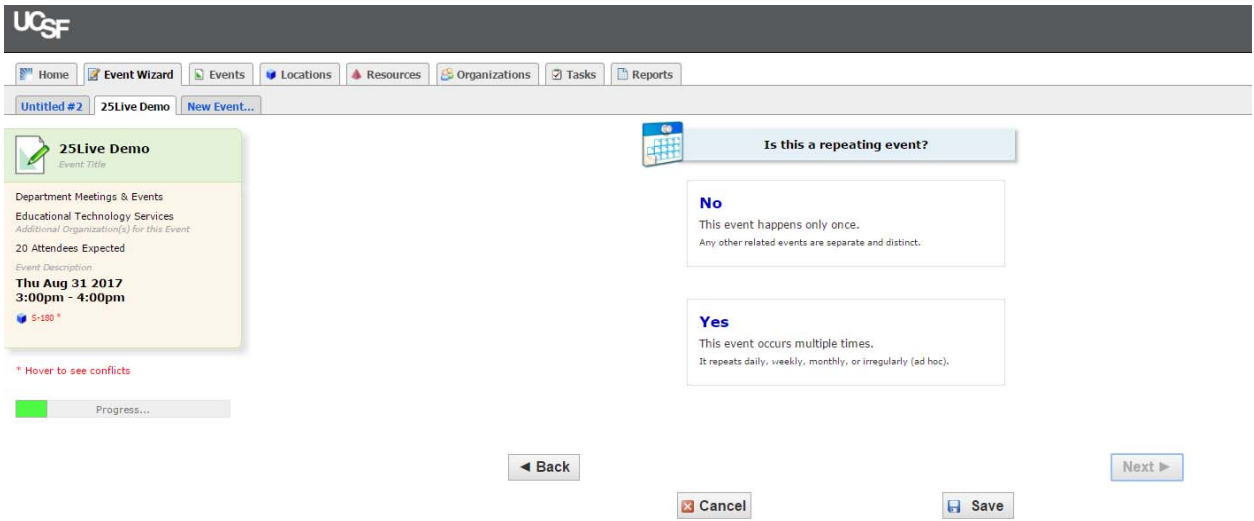 UCSF
Home Event Wizard Events Locations Resources Organizations Tasks Reports
Untitled #2 25Live Demo New Event...
25Live Demo
Event Title
Department Meetings & Events
Educational Technology Services
Additional Organization(s) for this Event
20 Attendees Expected
Event Description
Thu Aug 31 2017
3:00pm - 4:00pm
S-180 *
* Hover to see conflicts
Progress...
Is this a repeating event?
No
This event happens only once.
Any other related events are separate and distinct.
Yes
This event occurs multiple times.
It repeats daily, weekly, monthly, or irregularly (ad hoc).
◄ Back
Next ►
Cancel
Save